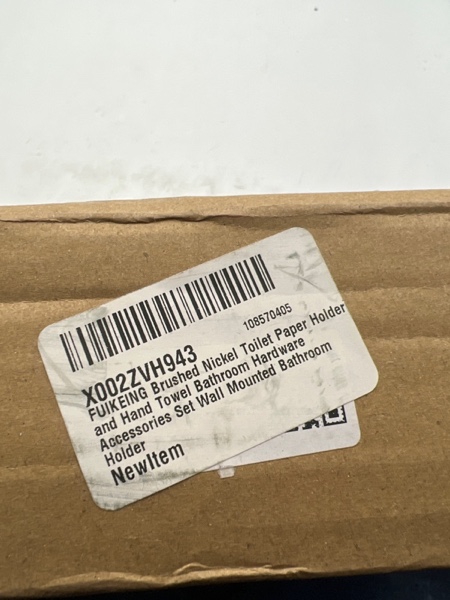 108570405
X002ZVH943
FUIKEING Brushed Nickel Toilet Paper Holder
and Hand Towel Bathroom Hardware
Accessories Set Wall Mounted Bathroom
Holder
NewItem